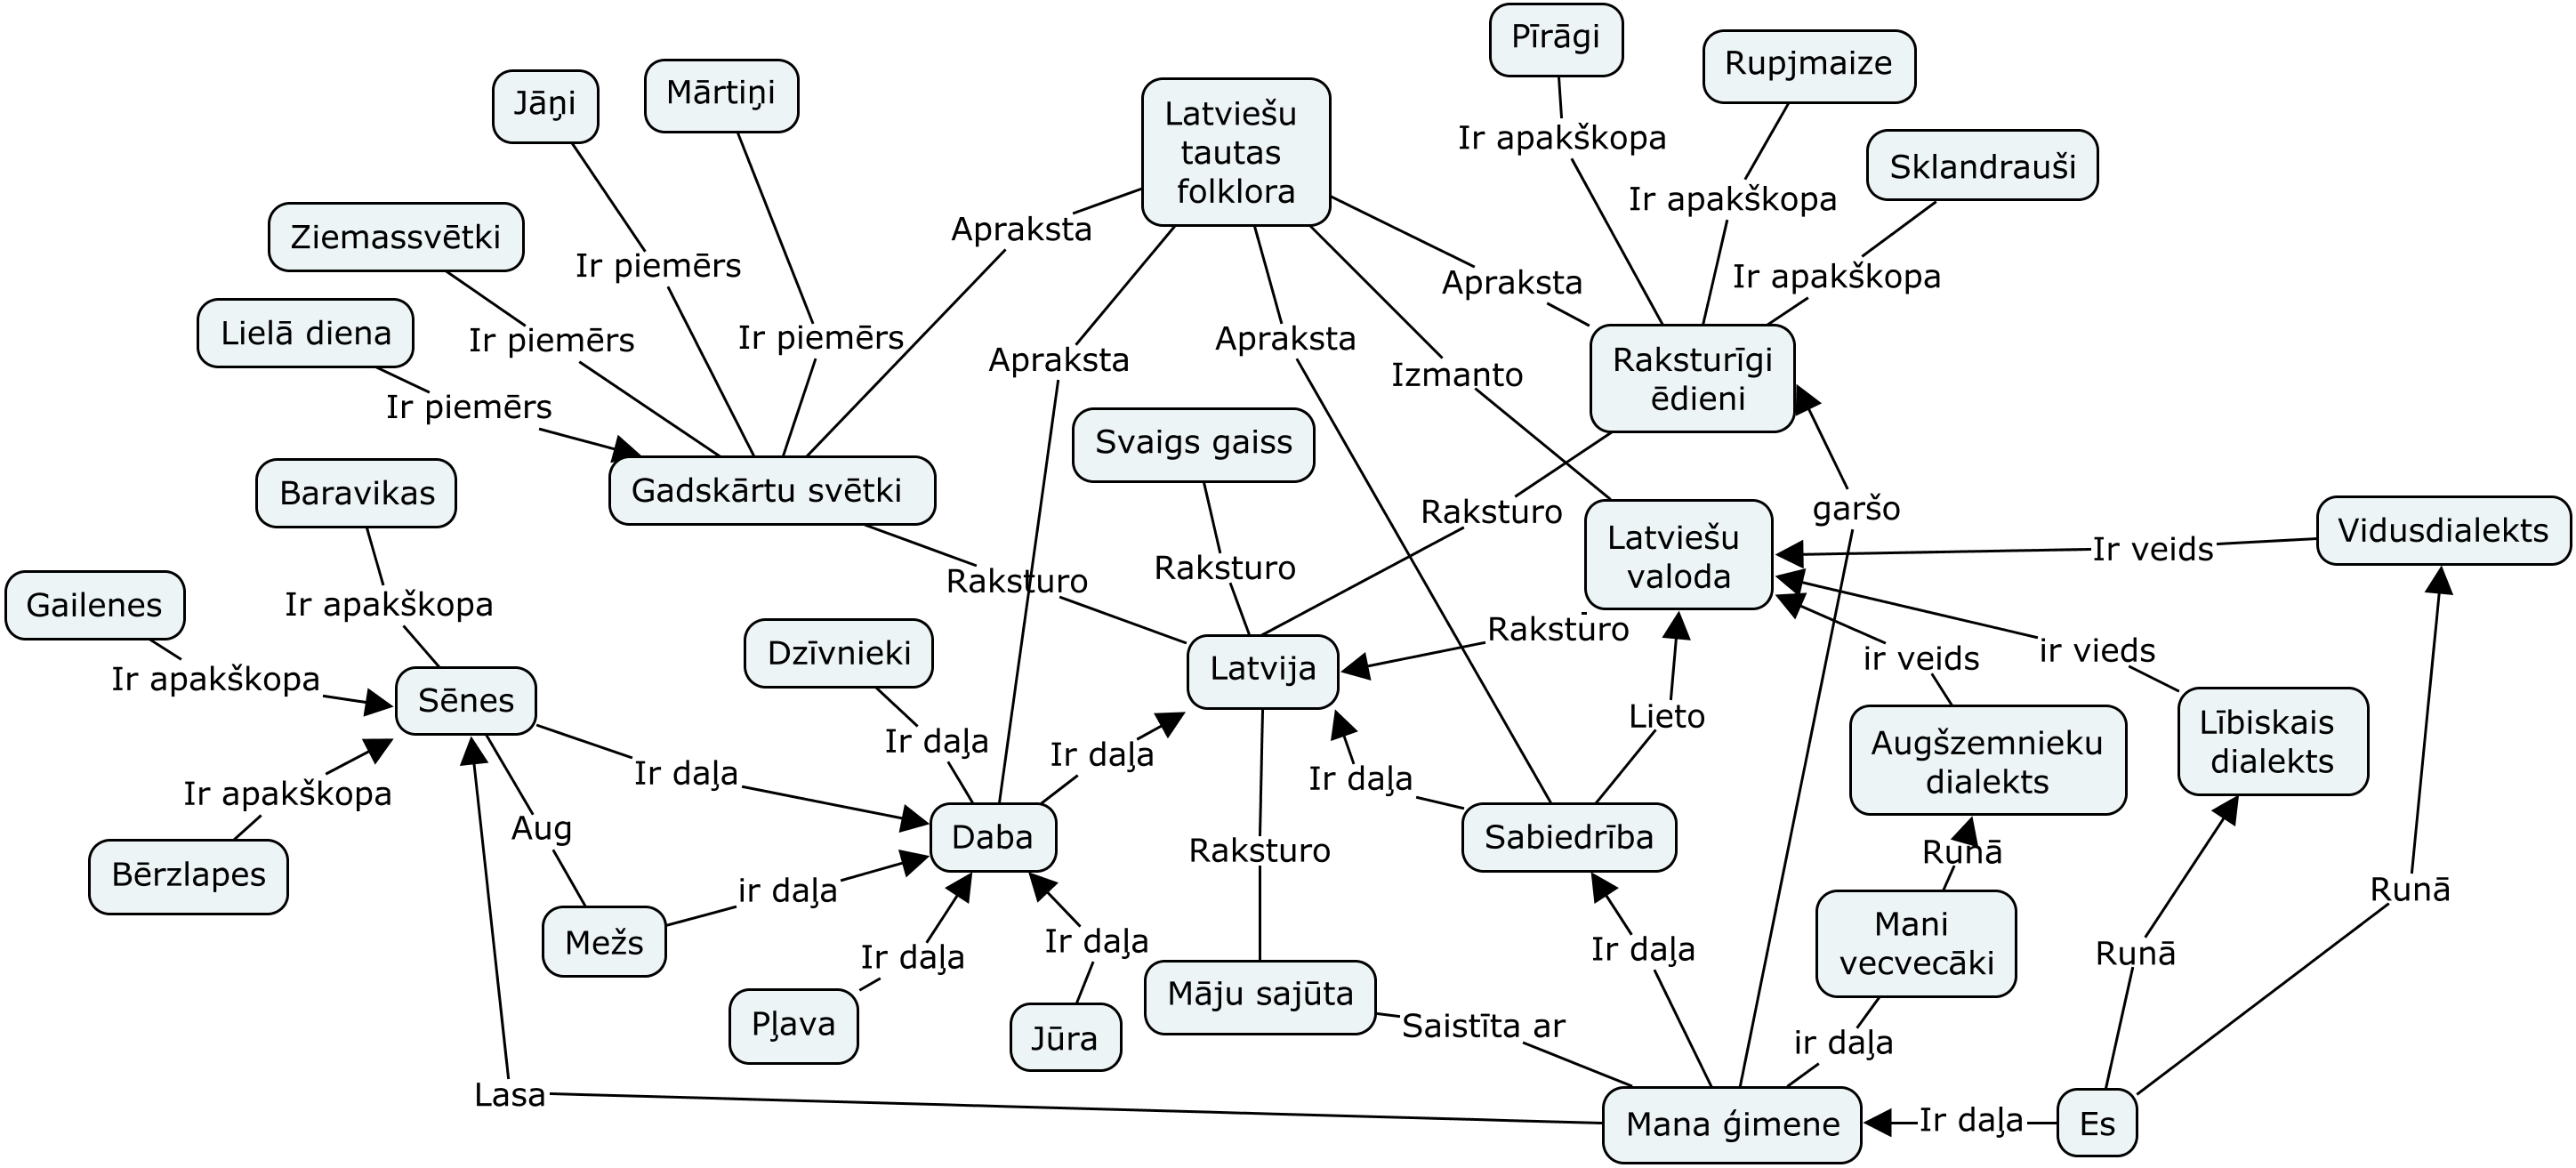 Pīrāgi
Rupjmaize
Jāņi
Mārtiņi
Latviešu
tautas
folklora
Ir apakškopa
Sklandrauši
Ir apakškopa
Ziemassvētki
Apraksta
Ir piemērs
Ir apakškopa
Apraksta
Lielā diena
Ir piemērs
Ir piemērs
Apraksta
Apraksta
Izmanto
Raksturīgi
ēdieni
Ir piemērs
Svaigs gaiss
Baravikas
Gadskārtu svētki
Raksturo
garšo
Latviešu
valoda
Ir veids
Vidusdialekts
Raksturo
Raksturo
Gailenes
Ir apakškopa
Raksturo
Dzīvnieki
Latvija
ir veids
ir vieds
Ir apakškopa
Sēnes
Lieto
Augšzemnieku
dialekts
Lībiskais
dialekts
Ir daļa
Ir daļa
Ir daļa
Ir daļa
Ir apakškopa
Aug
Daba
Raksturo
Sabiedrība
Runā
Bērzlapes
ir daļa
Runā
Mežs
Ir daļa
Ir daļa
Ir daļa
Mani
vecvecāki
Runā
Pļava
Jūra
Māju sajūta
Saistīta ar
ir daļa
Lasa
Mana ģimene
Ir daļa
Es